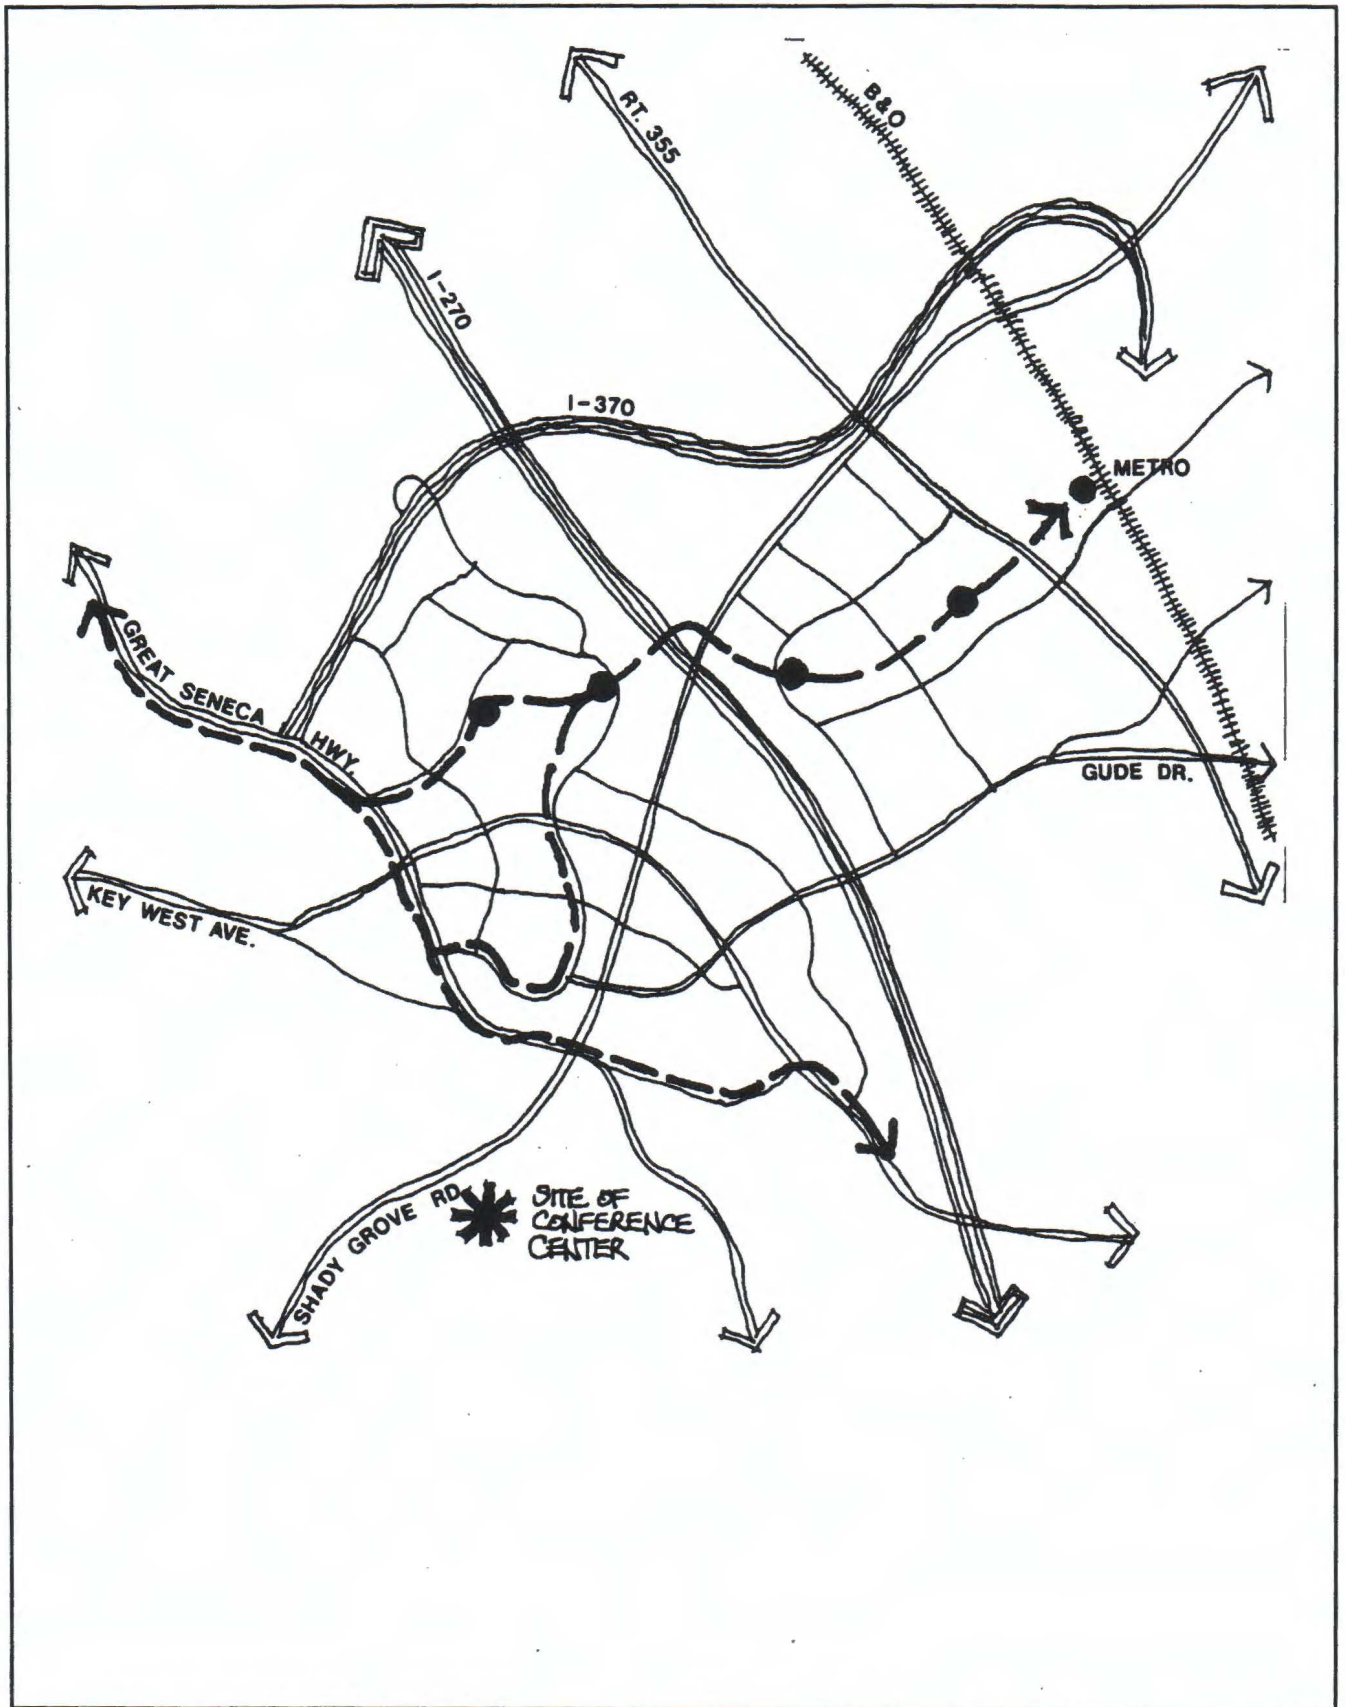 B&O
RT. 355
I-270
I-370
METRO
GREAT SENECA HWY.
GUDE DR.
KEY WEST AVE.
SHADY GROVE RD.
SITE OF
CONFERENCE
CENTER